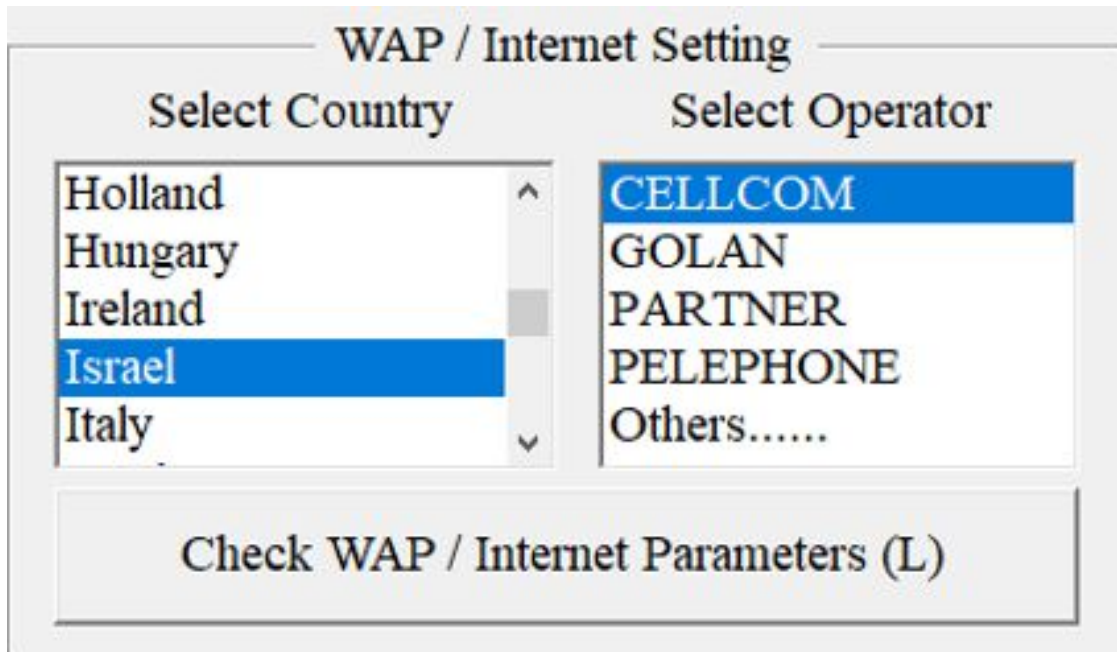 WAP / Internet Setting
Select Country
Select Operator
Holland
Hungary
Ireland
Israel
Italy
CELLCOM
GOLAN
PARTNER
PELEPHONE
Others......
Check WAP / Internet Parameters (L)